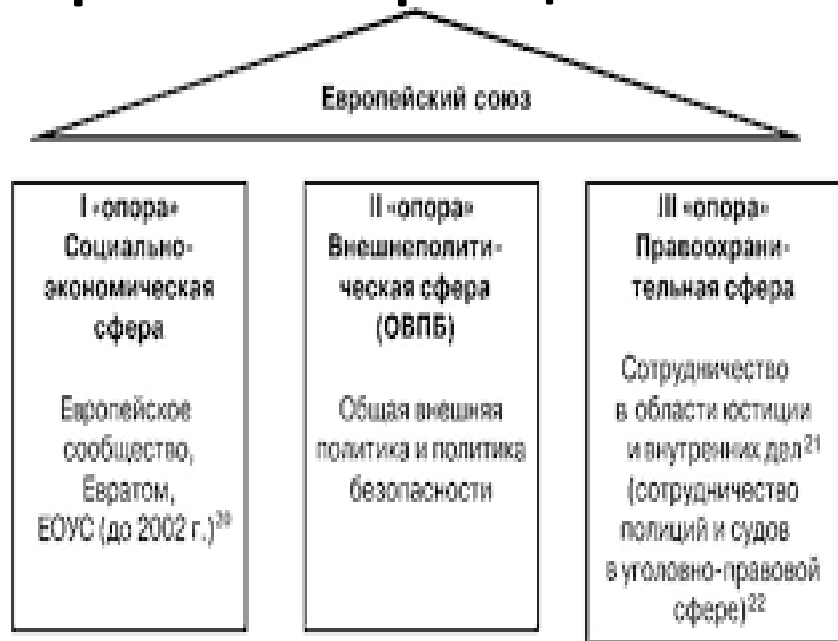 Европейский союз
I «опора»
Социально-
экономическая
сфера
Европейское
сообщество,
Евратом,
ЕОУС (до 2002 г.)²⁰
II «опора»
Внешнеполити-
ческая сфера
(ОВПБ)
Общая внешняя
политика и политика
безопасности
III «опора»
Правоохрани-
тельная сфера
Сотрудничество
в области юстиции
и внутренних дел²¹
(сотрудничество
полиций и судов
в уголовно-правовой
сфере)²²